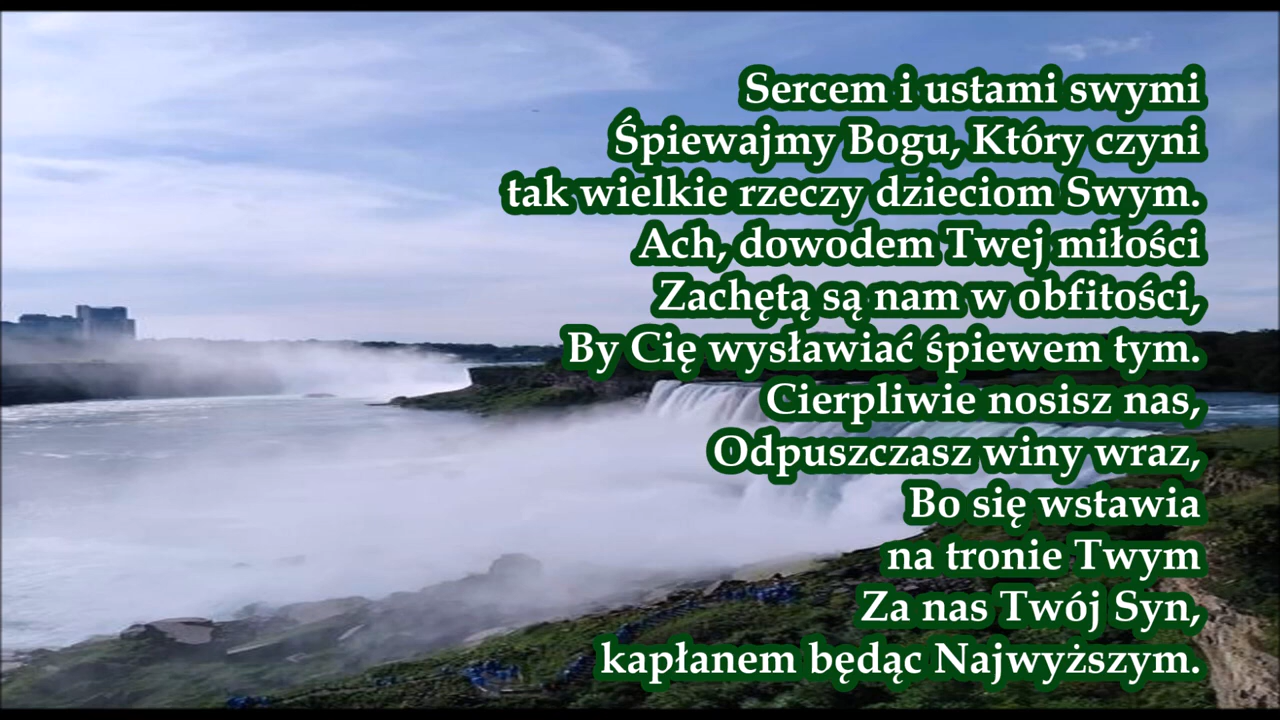 Sercem i ustami swymi
Śpiewajmy Bogu, Który czyni
tak wielkie rzeczy dzieciom Swym.
Ach, dowodem Twej miłości
Zachętą są nam w obfitości,
By Cię wysławiać śpiewem tym.
Cierpliwie nosisz nas,
Odpuszczasz winy wraz,
Bo się wstawia
na tronie Twym
Za nas Twój Syn,
kapłanem będąc Najwyższym.